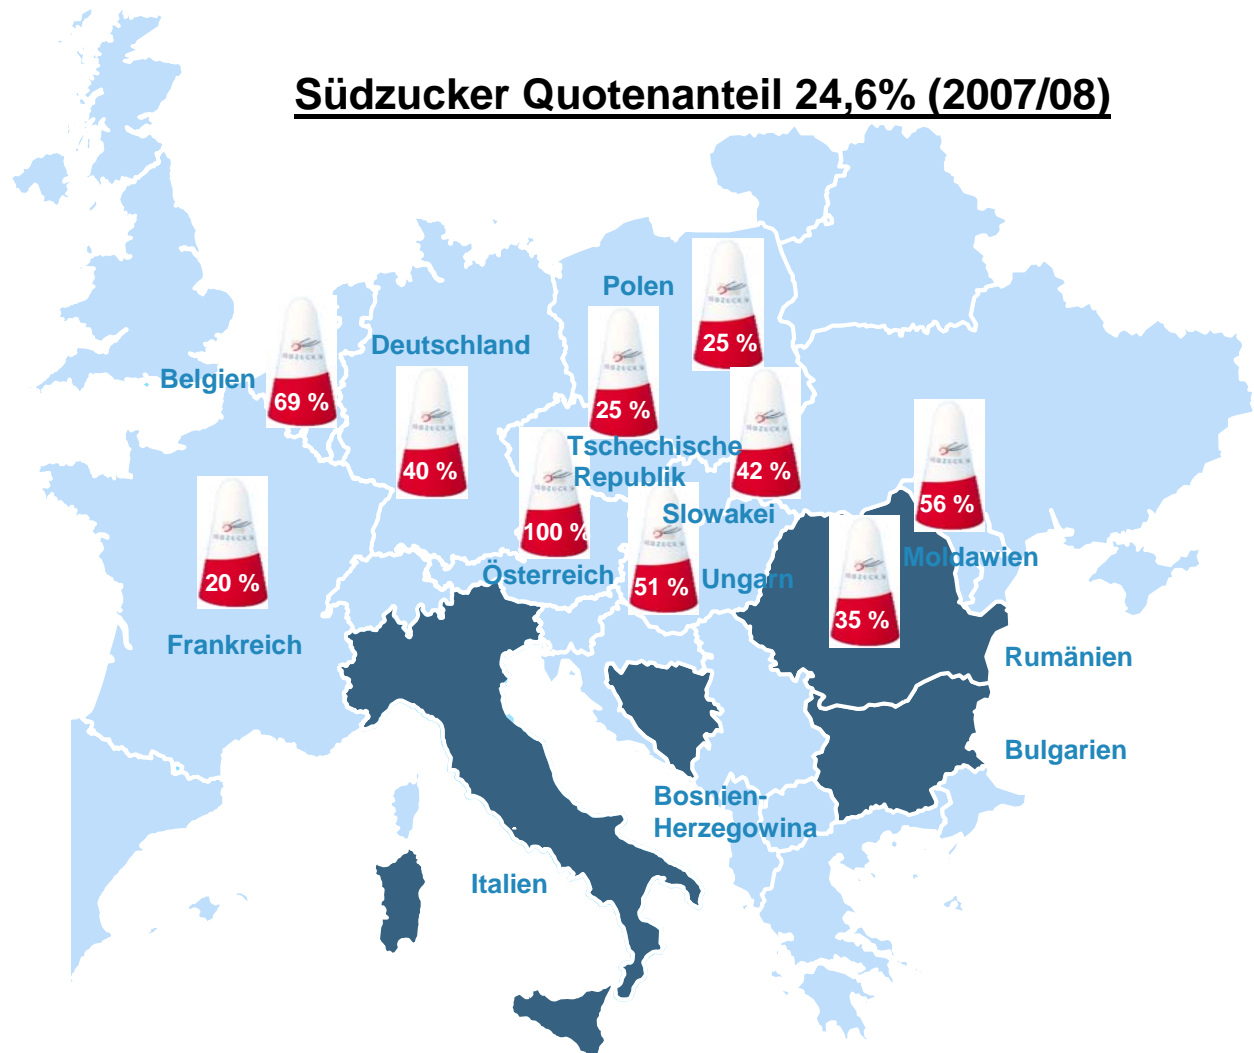 Südzucker Quotenanteil 24,6% (2007/08)
Polen
25 %
Deutschland
Belgien
69 %
25 %
Tschechische
Republik
40 %
42 %
Slowakei
56 %
100 %
Österreich
51 %
Ungarn
Moldawien
20 %
35 %
Frankreich
Rumänien
Bulgarien
Bosnien-
Herzegowina
Italien